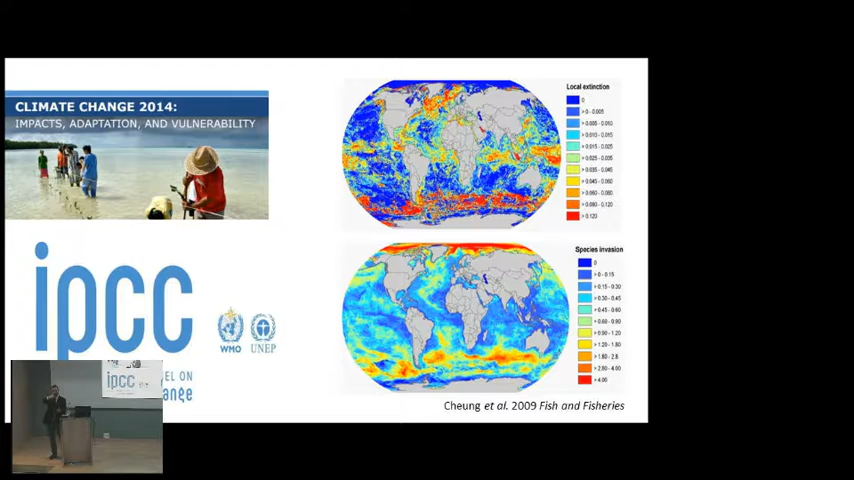 CLIMATE CHANGE 2014:
IMPACTS, ADAPTATION, AND VULNERABILITY
ipcc
WMO UNEP
EL ON
ange
ipcc
Local extinction
0
> 0 - 0.005
> 0.005 - 0.010
> 0.010 - 0.015
> 0.015 - 0.025
> 0.025 - 0.035
> 0.035 - 0.045
> 0.045 - 0.060
> 0.060 - 0.080
> 0.080 - 0.120
> 0.120
Species invasion
0
> 0 - 0.15
> 0.15 - 0.30
> 0.30 - 0.45
> 0.45 - 0.60
> 0.60 - 0.90
> 0.90 - 1.20
> 1.20 - 1.80
> 1.80 - 2.8
> 2.80 - 4.00
> 4.00
Cheung et al. 2009 Fish and Fisheries